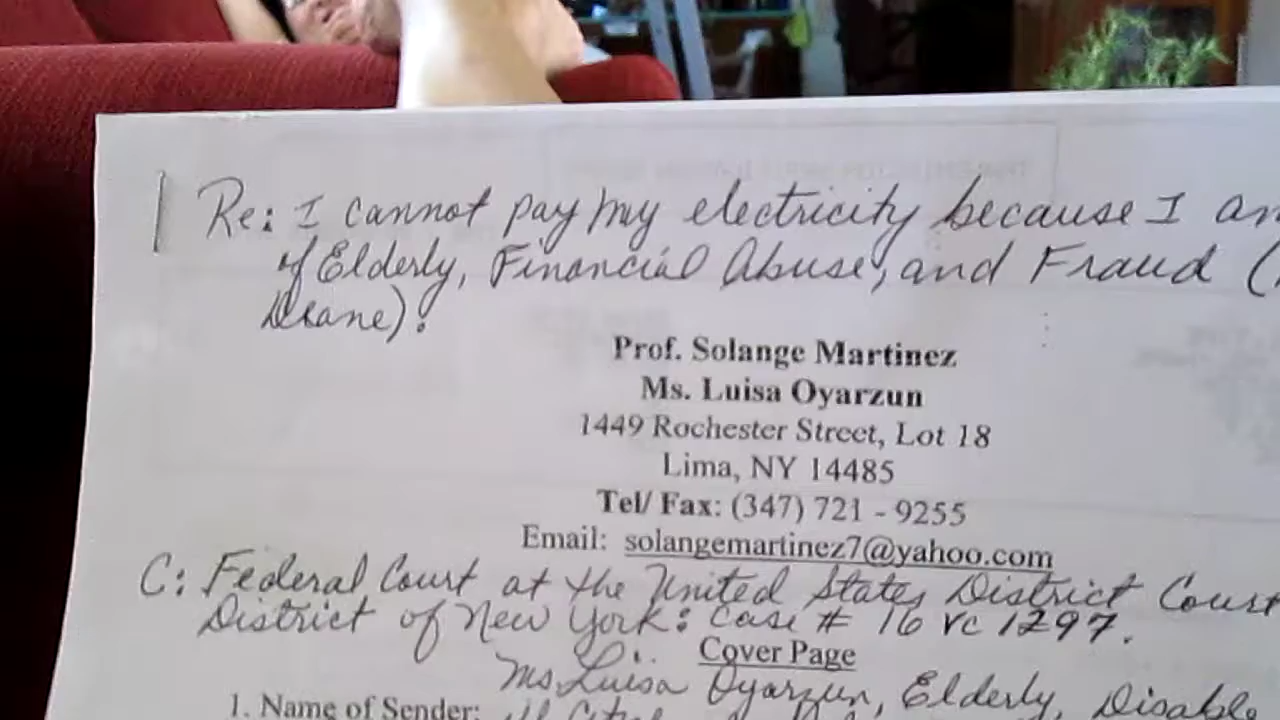 Re: I cannot pay my electricity because I am
of Elderly, Financial Abuse, and Fraud (
Deane).
Prof. Solange Martinez
Ms. Luisa Oyarzun
1449 Rochester Street, Lot 18
Lima, NY 14485
Tel/ Fax: (347) 721 - 9255
Email: solangemartinez7@yahoo.com
C: Federal Court at the United States District Court
District of New York: Case # 16 vc 1297.
Cover Page
Ms Luisa Oyarzun, Elderly, Disable
1. Name of Sender: